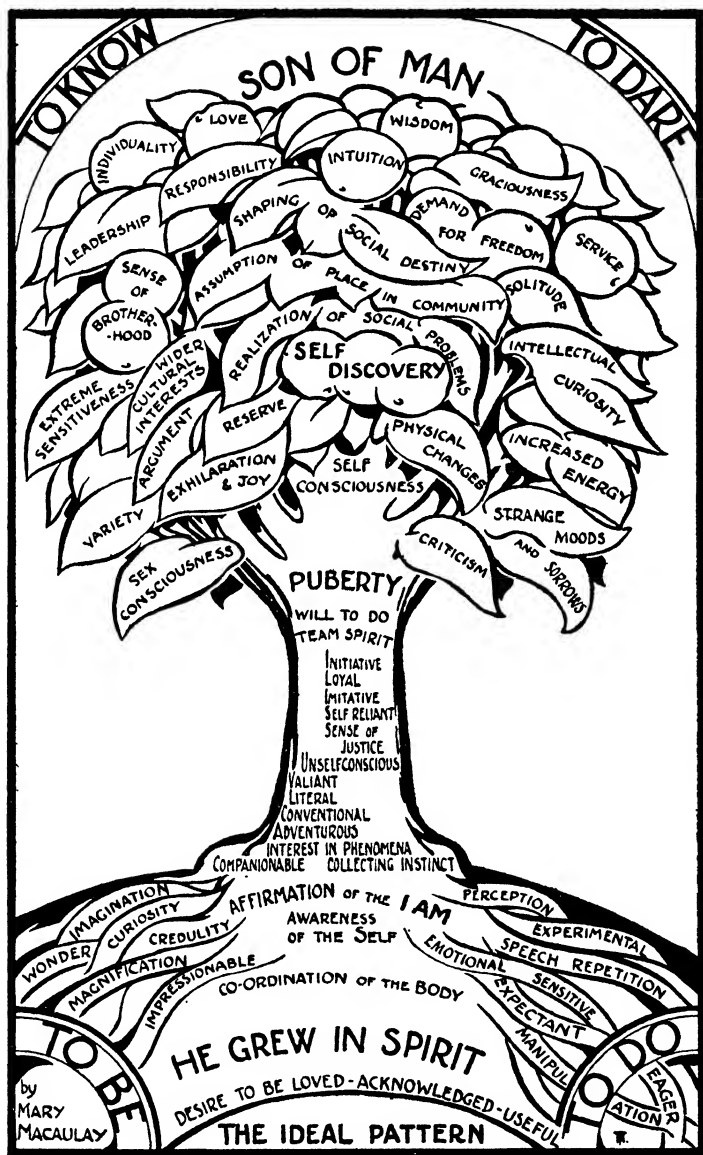 TO KNOW
TO DARE
SON OF MAN
LOVE
WISDOM
INDIVIDUALITY
RESPONSIBILITY
INTUITION
GRACIOUSNESS
LEADERSHIP
SHAPING OF SOCIAL DESTINY
DEMAND
FOR FREEDOM
SERVICE
SENSE
OF
BROTHER-
-HOOD
ASSUMPTION OF PLACE IN COMMUNITY
SOLITUDE
REALIZATION OF SOCIAL PROBLEMS
SELF
DISCOVERY
INTELLECTUAL
CURIOSITY
EXTREME
SENSITIVENESS
WIDER
CULTURAL
INTERESTS
ARGUMENT
RESERVE
PHYSICAL
CHANGES
INCREASED
ENERGY
VARIETY
EXHILARATION
& JOY
SELF
CONSCIOUSNESS
STRANGE
MOODS
AND SORROWS
SEX
CONSCIOUSNESS
CRITICISM
PUBERTY
WILL TO DO
TEAM SPIRIT
INITIATIVE
LOYAL
IMITATIVE
SELF RELIANT
SENSE OF
JUSTICE
UNSELFCONSCIOUS
VALIANT
LITERAL
CONVENTIONAL
ADVENTUROUS
INTEREST IN PHENOMENA
COMPANIONABLE COLLECTING INSTINCT
IMAGINATION
CURIOSITY
WONDER
CREDULITY
MAGNIFICATION
IMPRESSIONABLE
AFFIRMATION OF THE I AM
AWARENESS
OF THE SELF
CO-ORDINATION OF THE BODY
PERCEPTION
EXPERIMENTAL
SPEECH REPETITION
EMOTIONAL SENSITIVE
EXPECTANT
MANIPULATION
EAGER
HE GREW IN SPIRIT
TO BE
TO DO
DESIRE TO BE LOVED - ACKNOWLEDGED - USEFUL
THE IDEAL PATTERN
by
MARY
MACAULAY